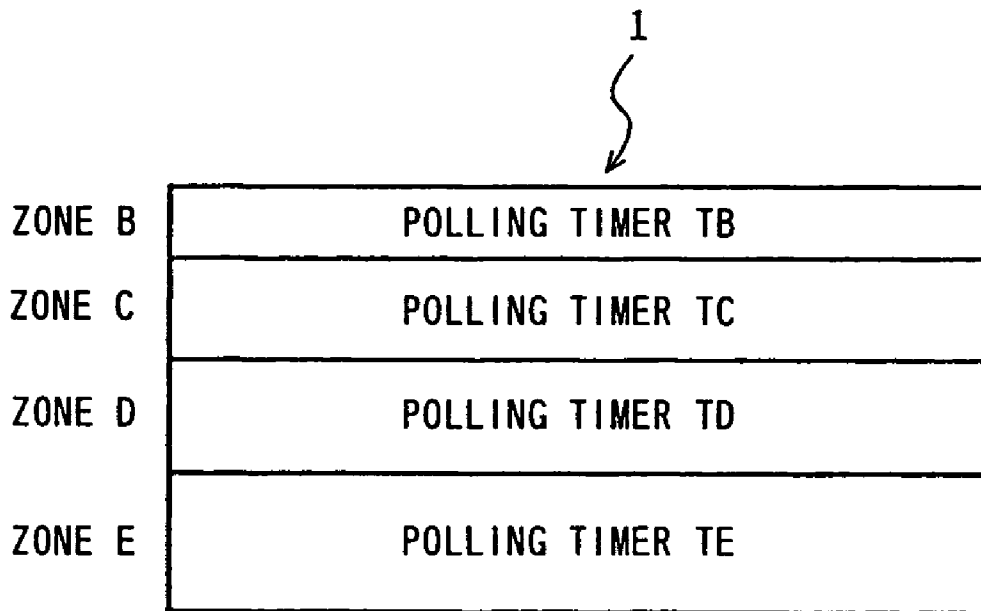 1
ZONE B POLLING TIMER TB
ZONE C POLLING TIMER TC
ZONE D POLLING TIMER TD
ZONE E POLLING TIMER TE